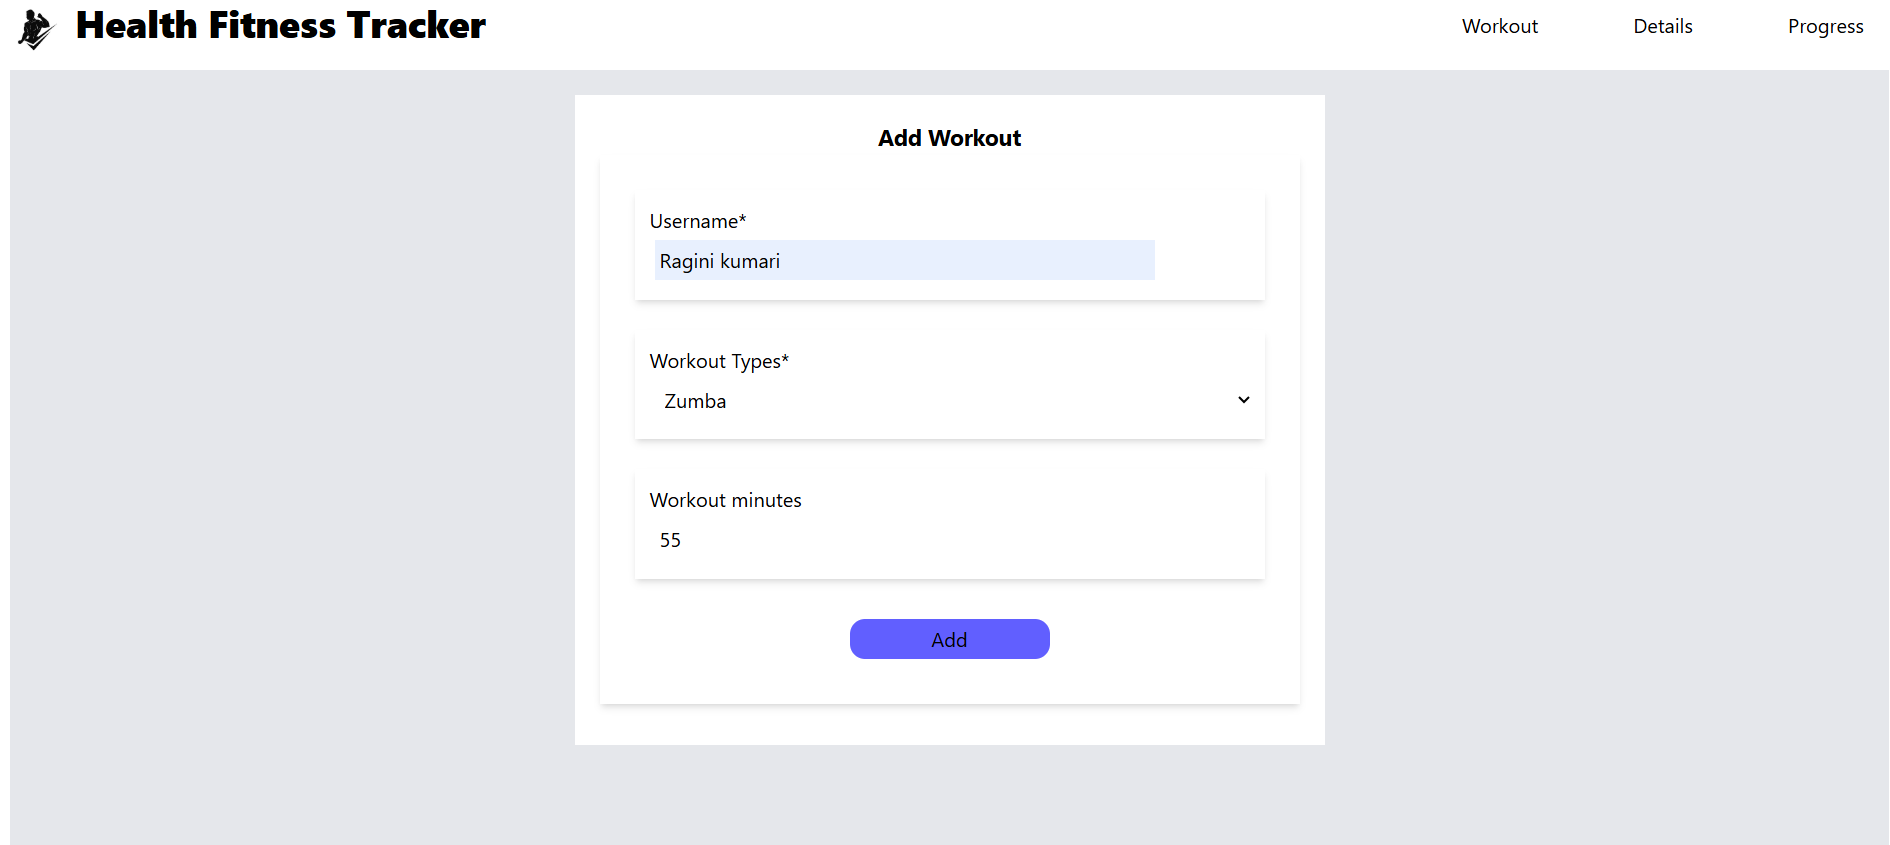 Health Fitness Tracker
Workout Details Progress
Add Workout
Username*
Ragini kumari
Workout Types*
Zumba
Workout minutes
55
Add